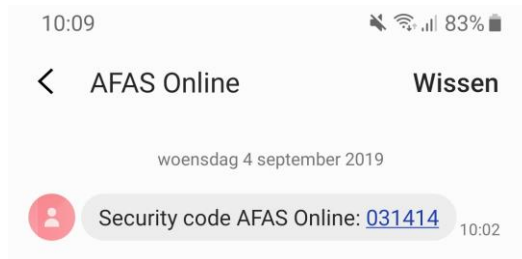 10:09 83%
AFAS Online Wissen
woensdag 4 september 2019
Security code AFAS Online: 031414 10:02